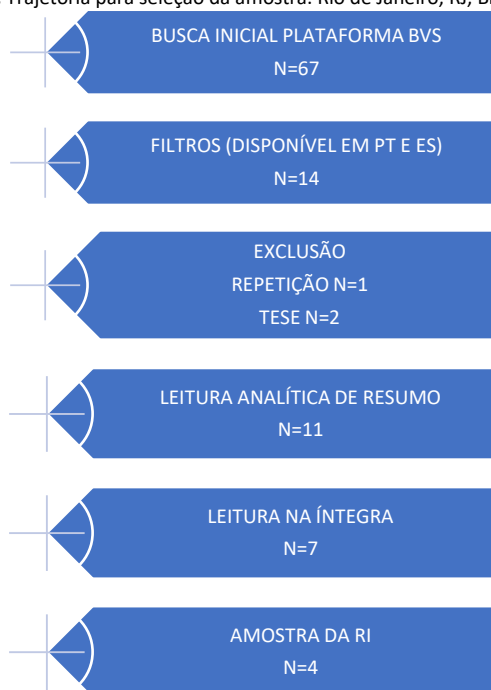 Trajetória para seleção da amostra. Rio de Janeiro, RJ,
BUSCA INICIAL PLATAFORMA BVS
N=67
FILTROS (DISPONÍVEL EM PT E ES)
N=14
EXCLUSÃO
REPETIÇÃO N=1
TESE N=2
LEITURA ANALÍTICA DE RESUMO
N=11
LEITURA NA ÍNTEGRA
N=7
AMOSTRA DA RI
N=4